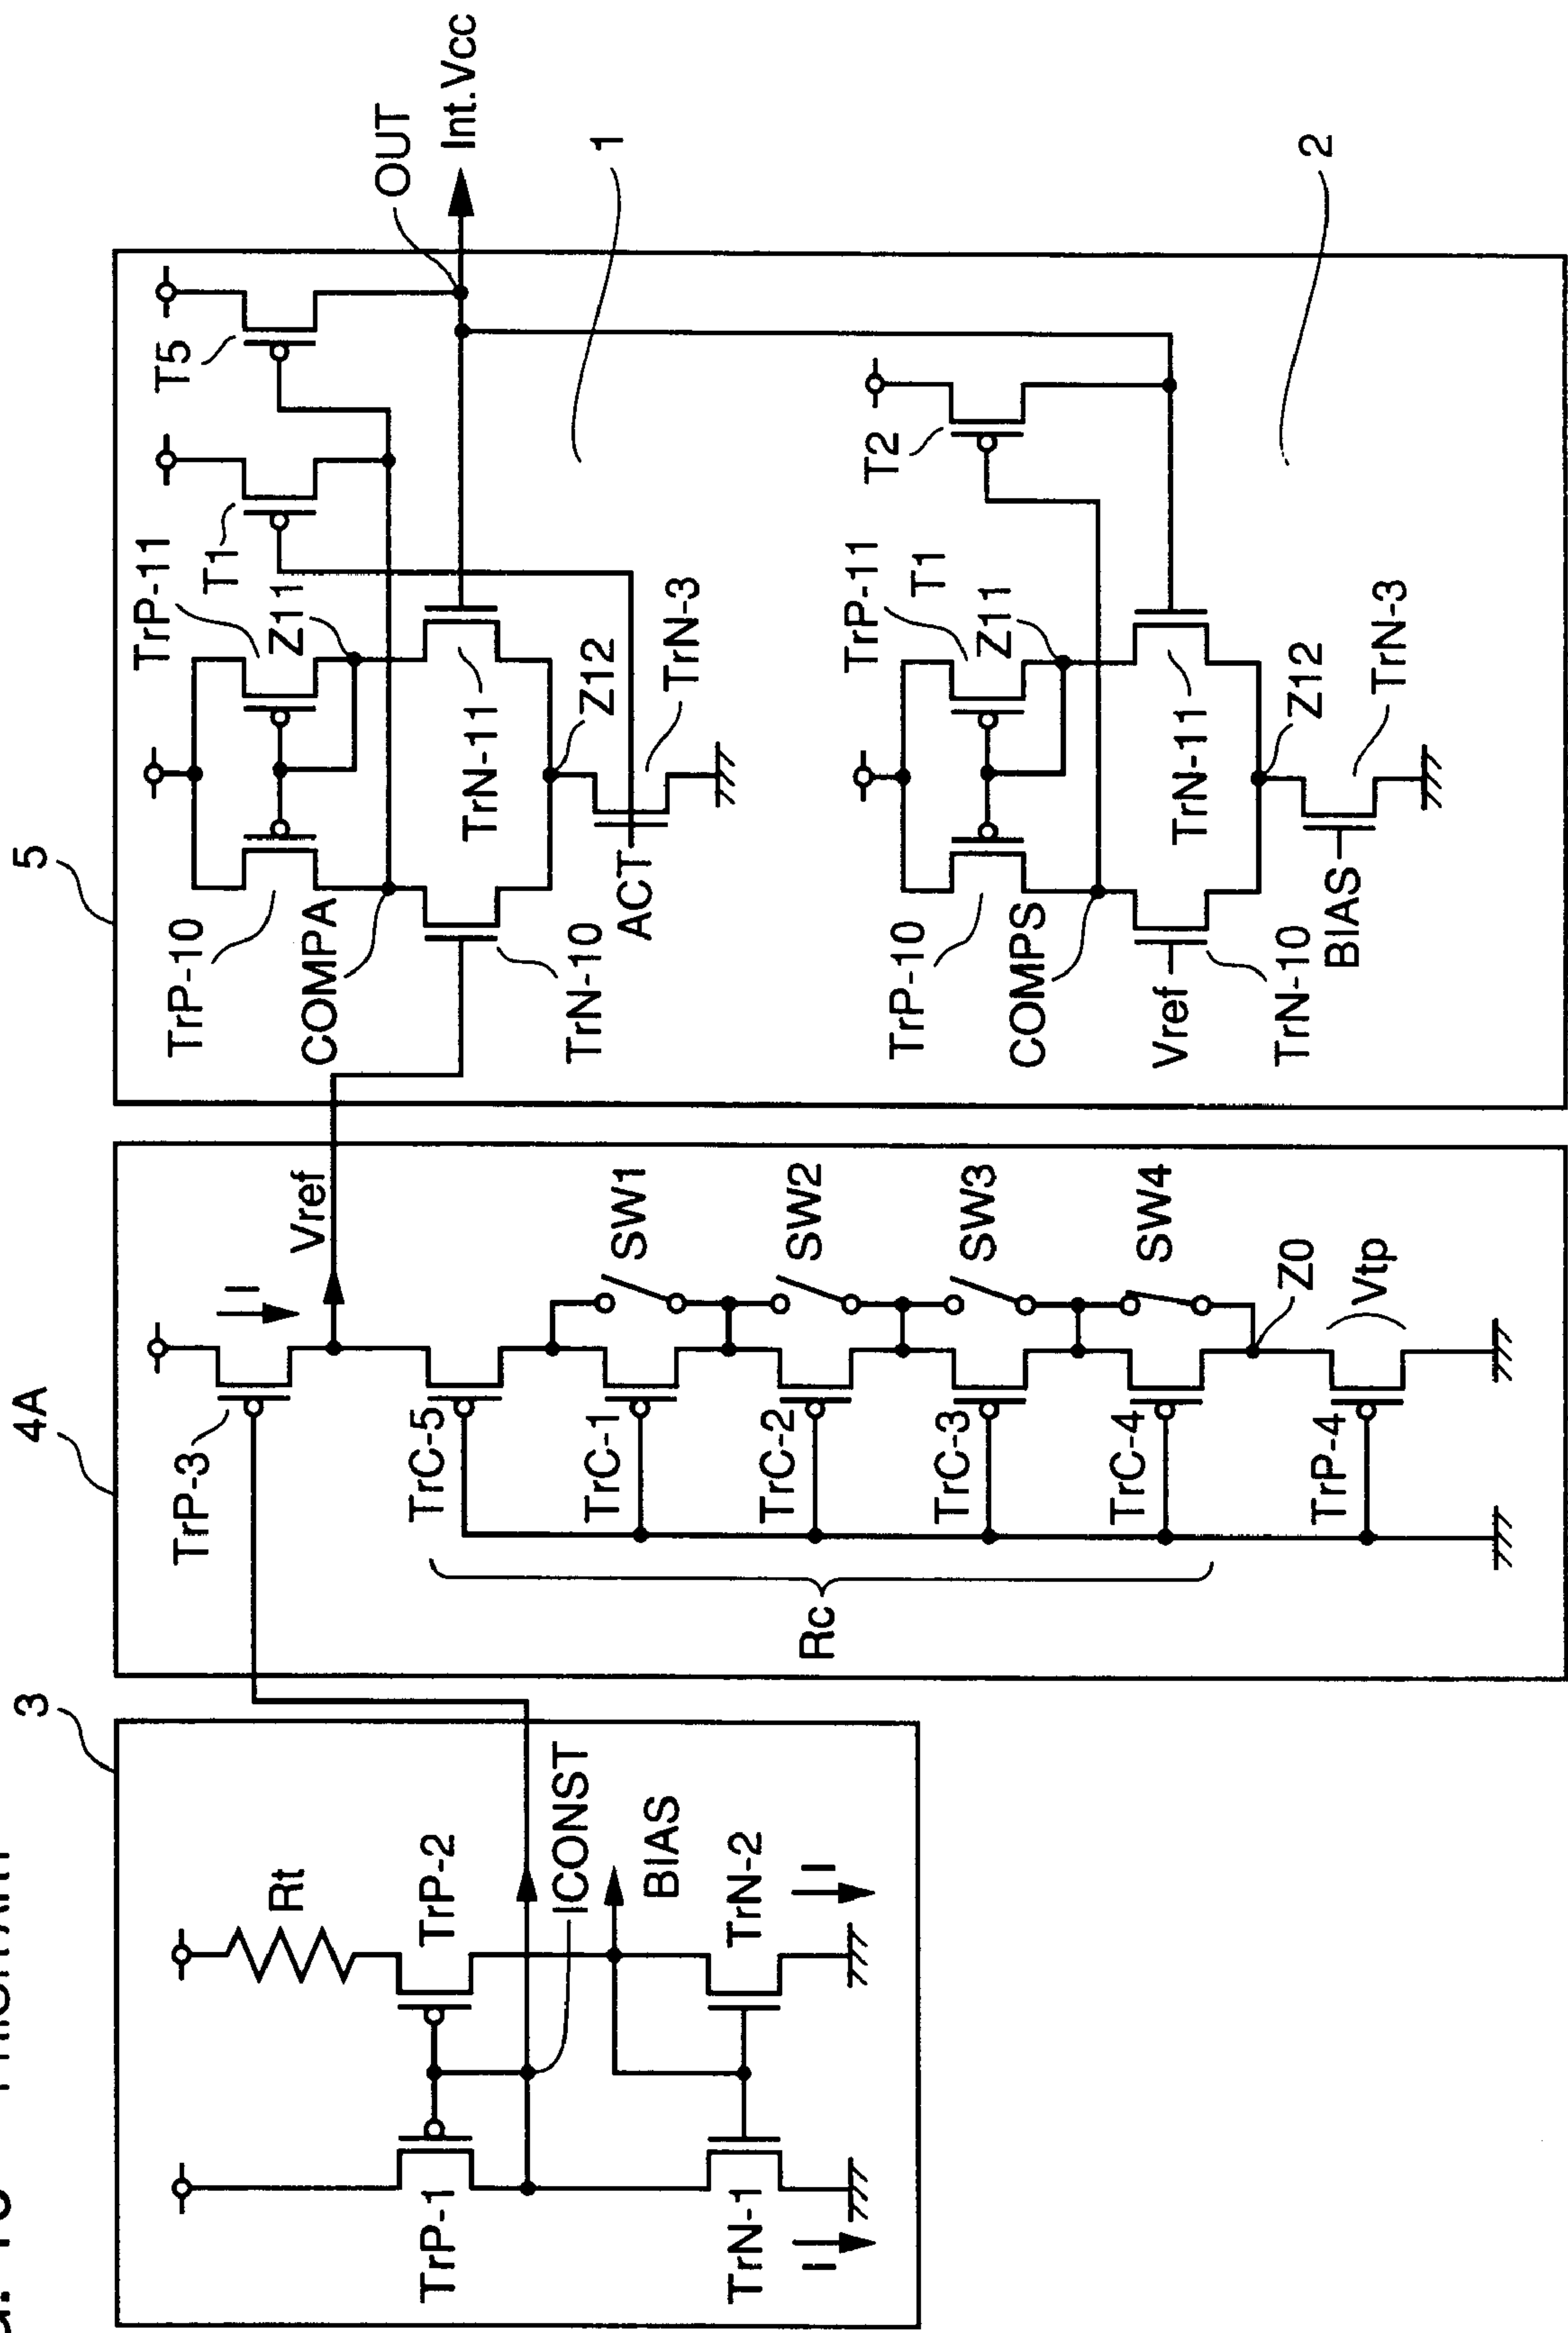 3
Rt
TrP-1
TrP-2
ICONST
BIAS
TrN-1
TrN-2
I
I
4A
TrP-3
I
Vref
TrC-5
TrC-1
SW1
TrC-2
SW2
TrC-3
SW3
TrC-4
SW4
Rc
Z0
TrP-4
Vtp
5
TrP-10
TrP-11
T1
T5
Z11
COMPA
OUT
Int.Vcc
TrN-10
TrN-11
Z12
ACT
TrN-3
1
TrP-10
TrP-11
T1
T2
Z11
COMPS
Vref
TrN-10
TrN-11
Z12
BIAS
TrN-3
2